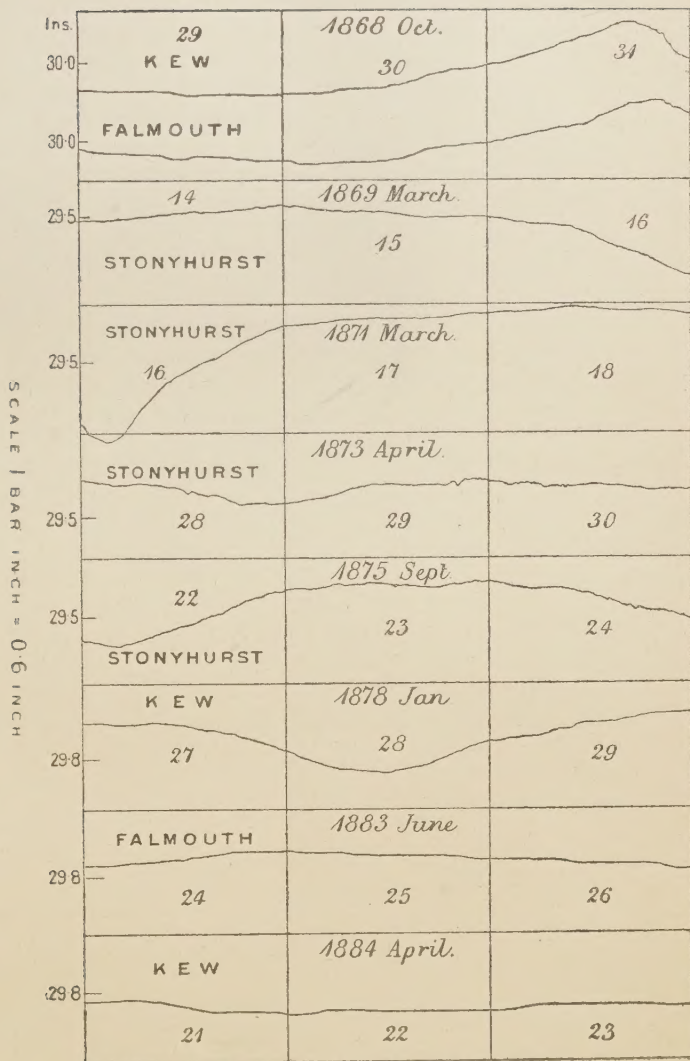 Ins.
29 1868 Oct.
30·0 KEW 30 31
30·0 FALMOUTH
14 1869 March.
29·5 15 16
STONYHURST
STONYHURST 1871 March.
29·5 16 17 18
1873 April.
STONYHURST
29·5 28 29 30
1875 Sept
29·5 22 23 24
STONYHURST
KEW 1878 Jan
29·8 27 28 29
FALMOUTH 1883 June
29·8 24 25 26
1884 April.
KEW
29·8 21 22 23
SCALE 1 BAR INCH = 0·6 INCH